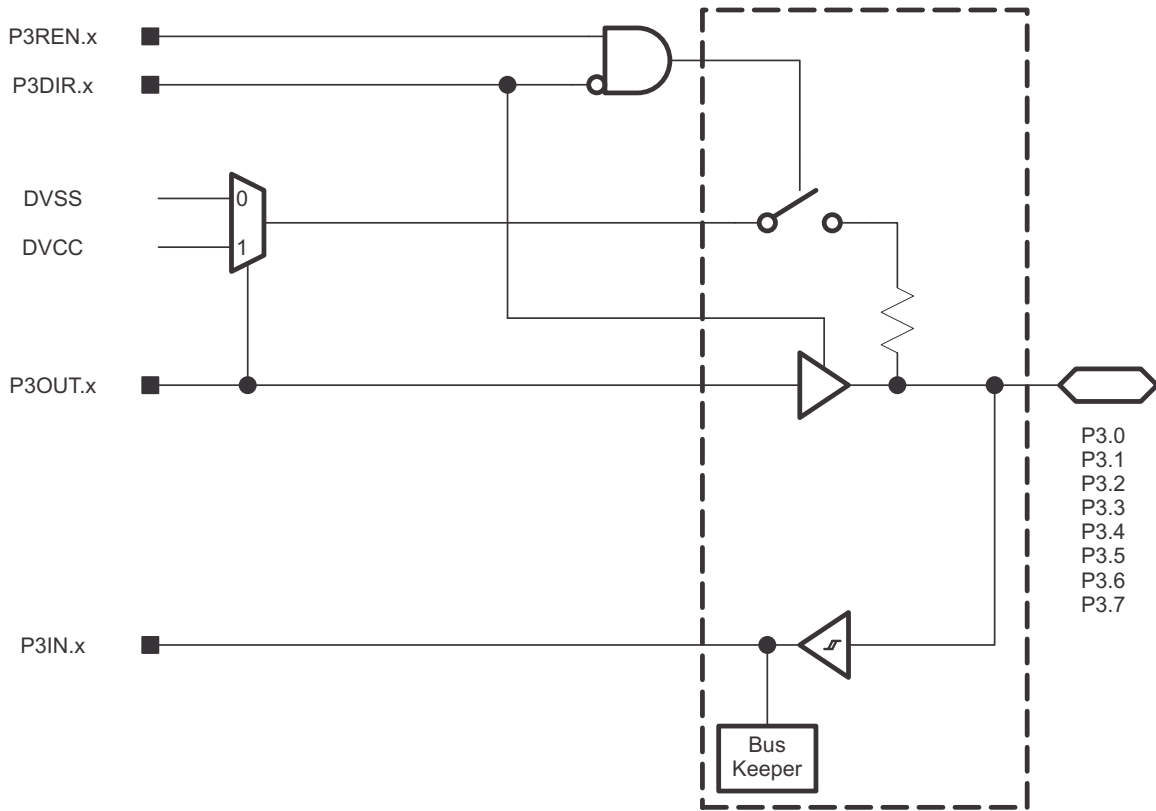 P3REN.x
P3DIR.x
DVSS
0
DVCC
1
P3OUT.x
P3.0
P3.1
P3.2
P3.3
P3.4
P3.5
P3.6
P3.7
P3IN.x
Bus
Keeper